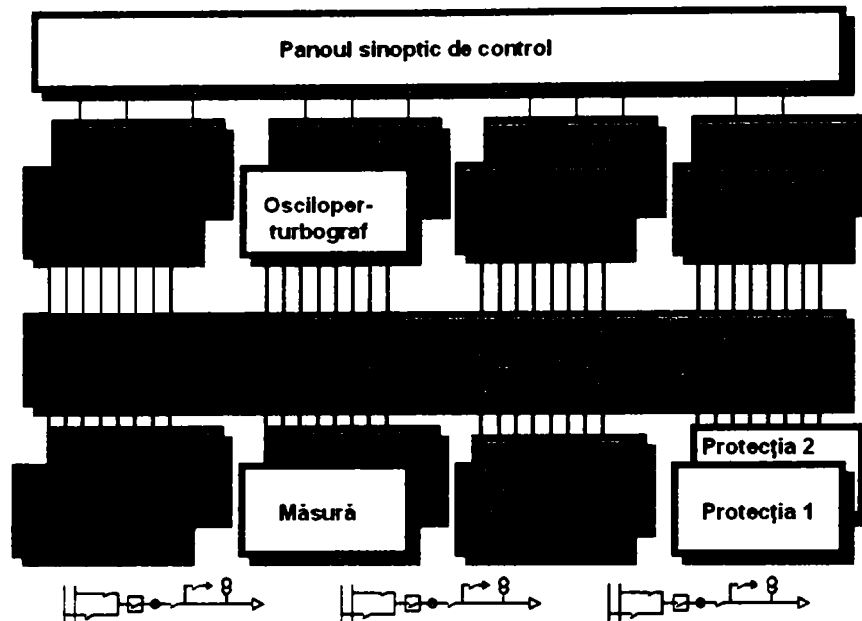 Panoul sinoptic de control
Osciloper-
turbograf
Măsură
Protecţia 2
Protecţia 1